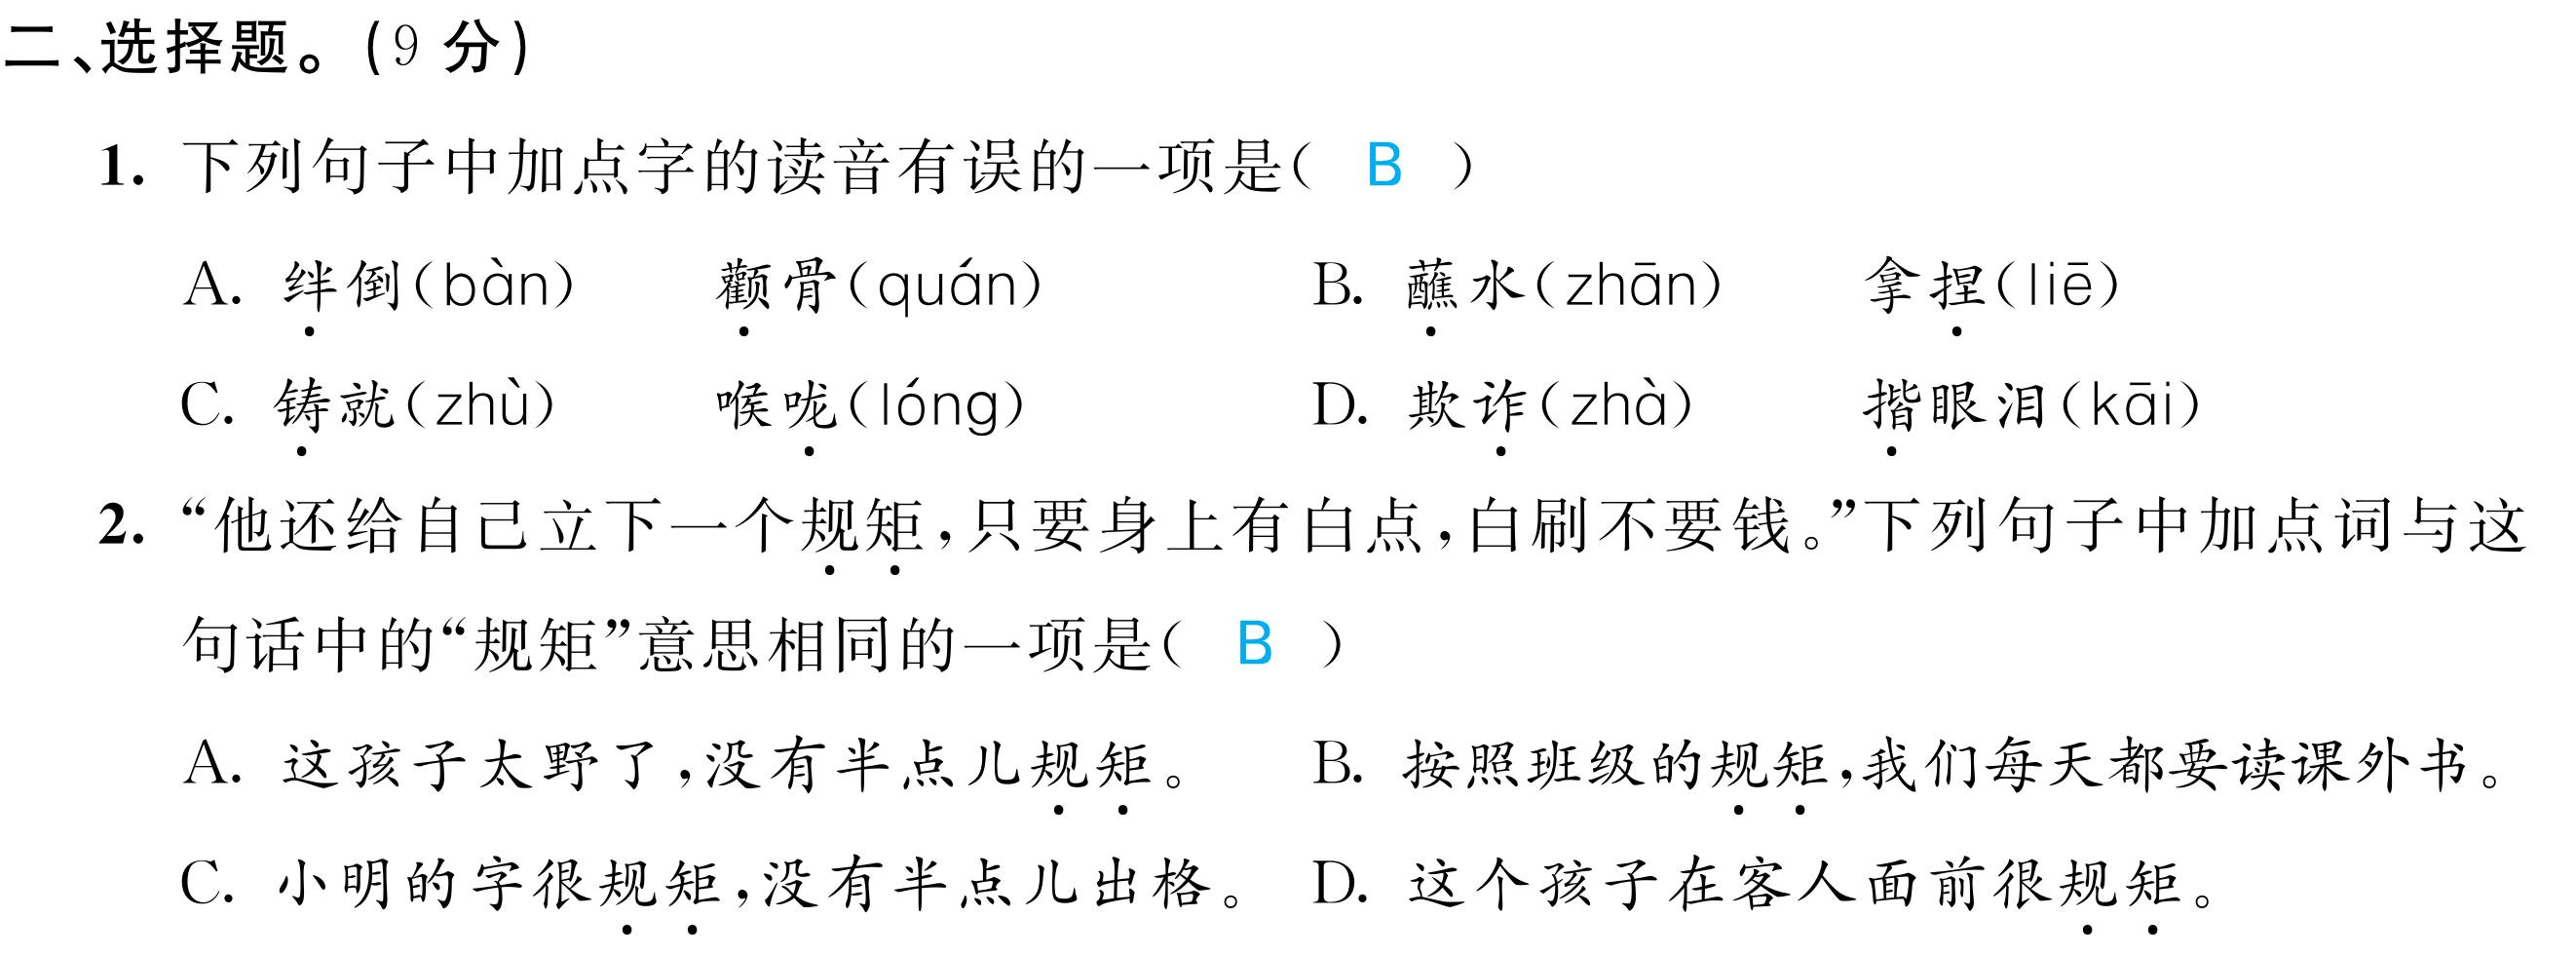 二、选择题。(9 分)
1. 下列句子中加点字的读音有误的一项是( B )
A. 绊倒(bàn) 颧骨(quán) B. 蘸水(zhān) 拿捏(liē)
C. 铸就(zhù) 喉咙(lóng) D. 欺诈(zhà) 揩眼泪(kāi)
2. “他还给自己立下一个规矩,只要身上有白点,白刷不要钱。”下列句子中加点词与这
句话中的“规矩”意思相同的一项是( B )
A. 这孩子太野了,没有半点儿规矩。 B. 按照班级的规矩,我们每天都要读课外书。
C. 小明的字很规矩,没有半点儿出格。 D. 这个孩子在客人面前很规矩。